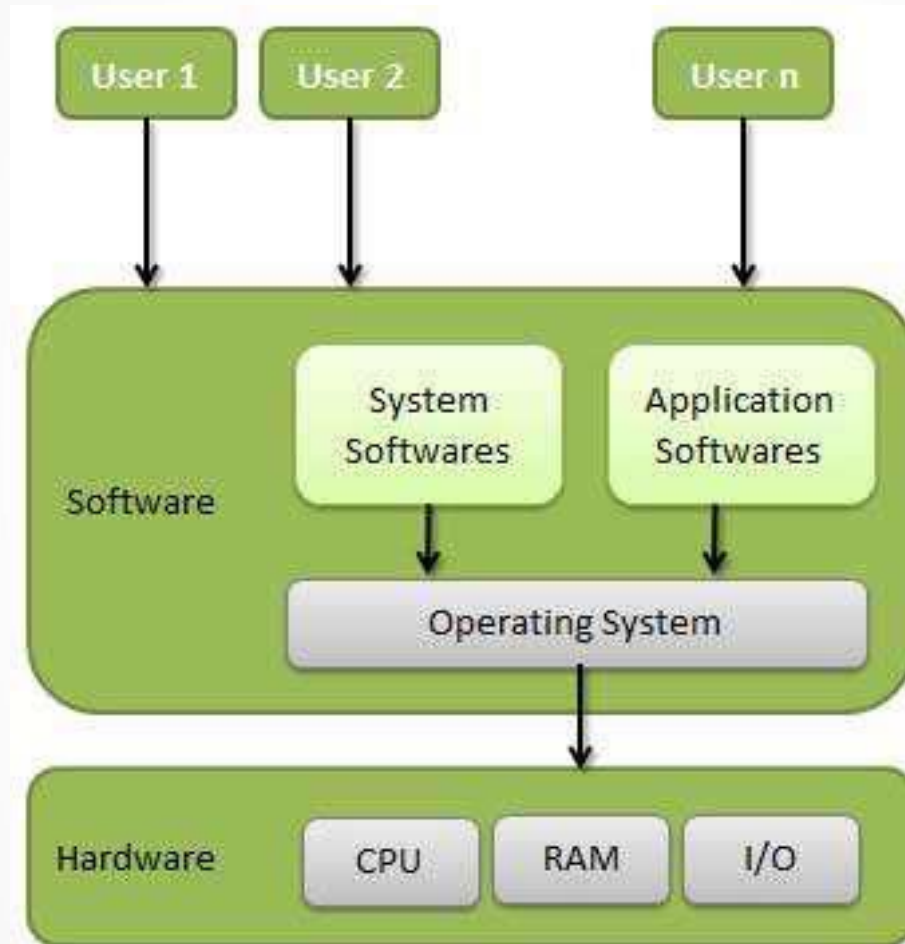 User 1
User 2
User n
System
Softwares
Application
Softwares
Software
Operating System
Hardware
CPU
RAM
I/O